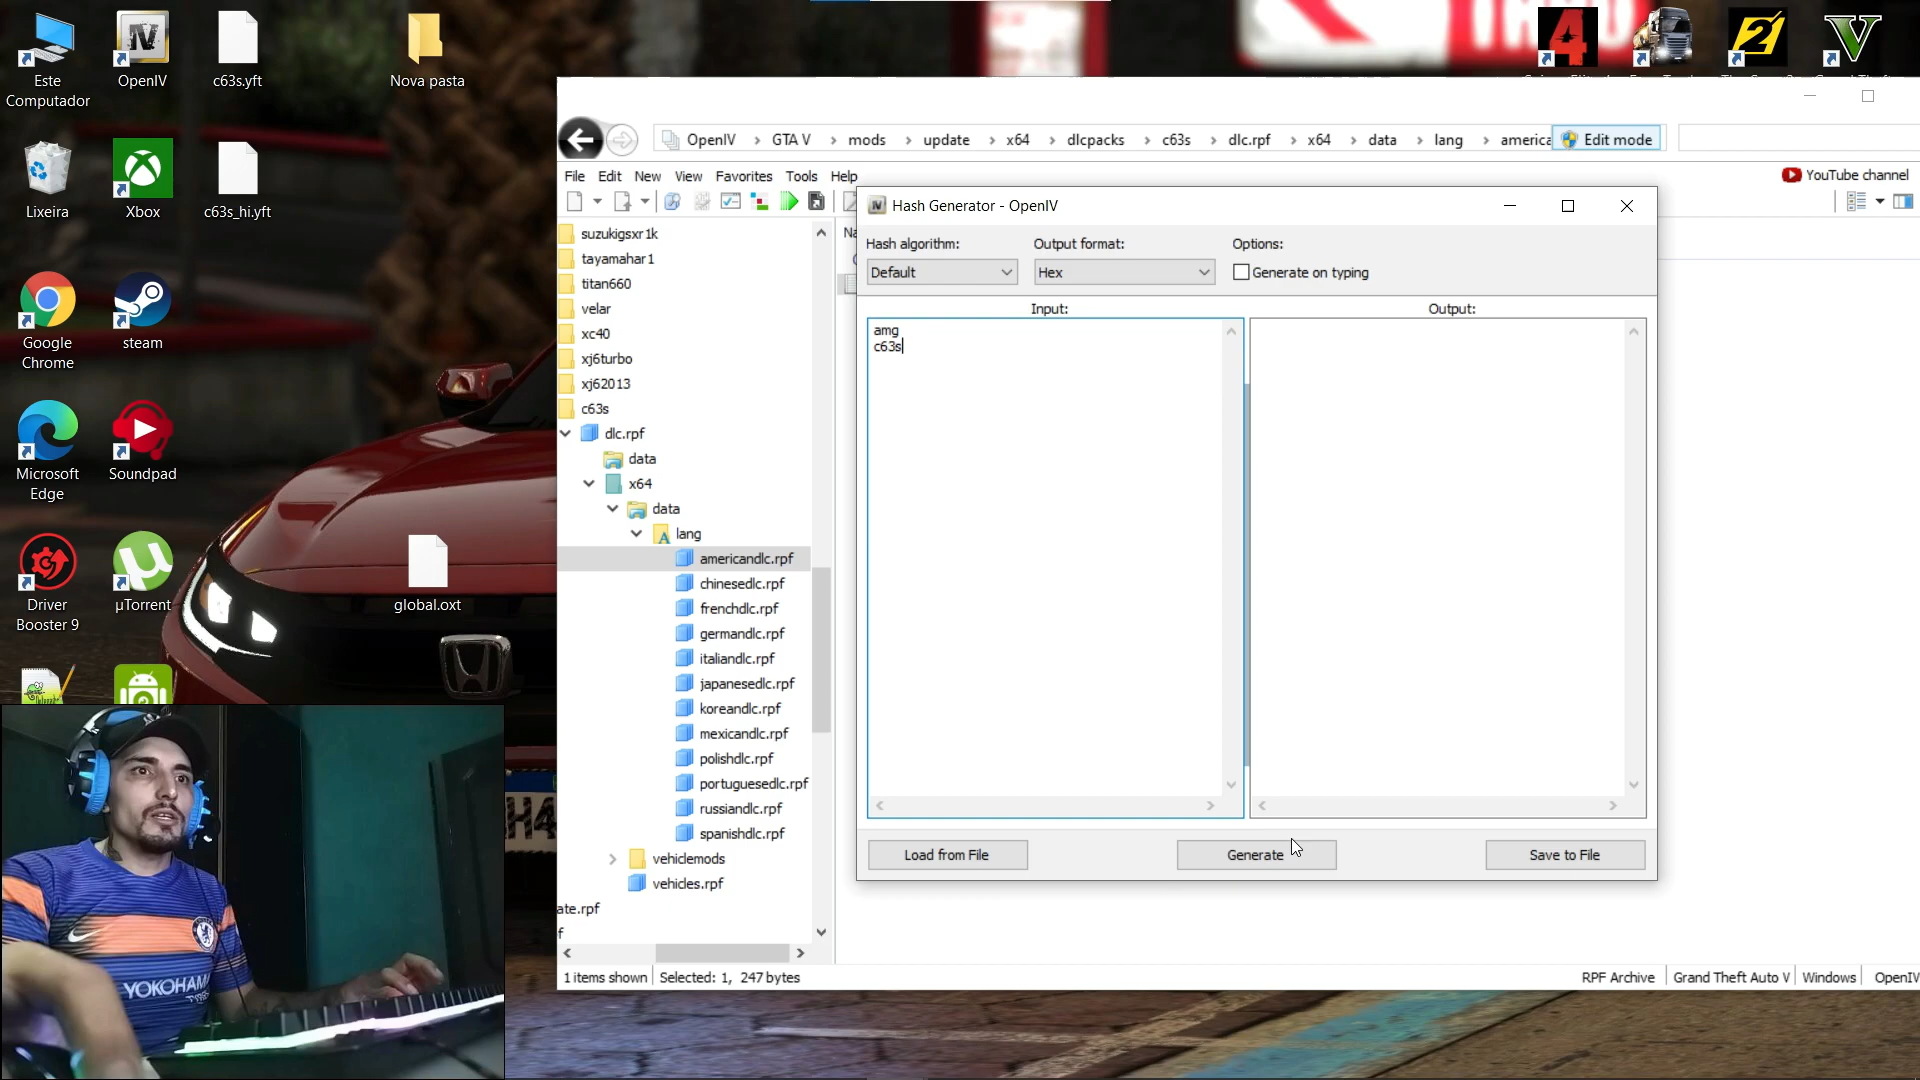 Este
Computador
OpenIV
c63s.yft
Nova pasta
Lixeira
Xbox
c63s_hi.yft
Google
Chrome
steam
Microsoft
Edge
Soundpad
Driver
Booster 9
µTorrent
global.oxt
OpenIV > GTA V > mods > update > x64 > dlcpacks > c63s > dlc.rpf > x64 > data > lang > america
Edit mode
File Edit New View Favorites Tools Help
YouTube channel
suzukigsxr1k
tayamahar1
titan660
velar
xc40
xj6turbo
xj62013
c63s
dlc.rpf
data
x64
data
lang
americandlc.rpf
chinesedlc.rpf
frenchdlc.rpf
germandlc.rpf
italiandlc.rpf
japanesedlc.rpf
koreandlc.rpf
mexicandlc.rpf
polishdlc.rpf
portuguesedlc.rpf
russiandlc.rpf
spanishdlc.rpf
vehiclemods
vehicles.rpf
ate.rpf
f
Na
Hash Generator - OpenIV
Hash algorithm:
Output format:
Options:
Default
Hex
Generate on typing
Input:
Output:
amg
c63s
Load from File
Generate
Save to File
1 items shown
Selected: 1, 247 bytes
RPF Archive
Grand Theft Auto V
Windows
OpenIV
YOKOHAMA